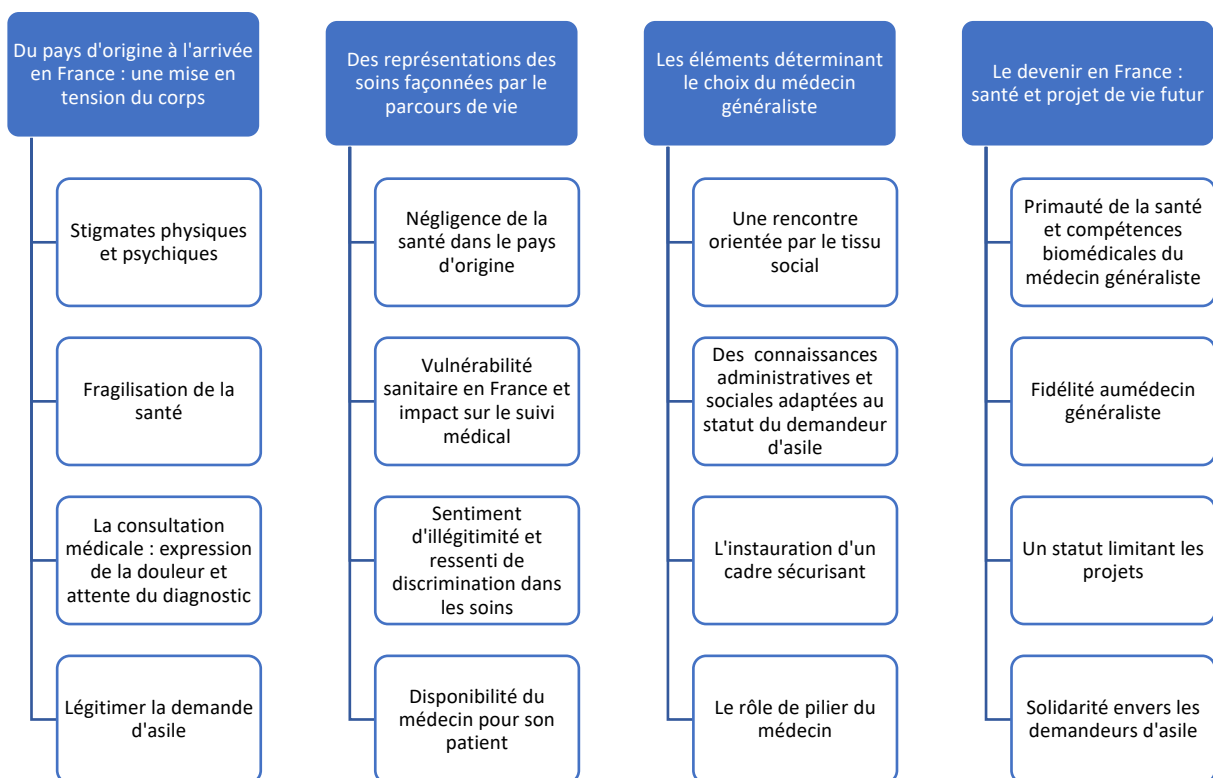 Du pays d'origine à l'arrivée
en France : une mise en
tension du corps
Stigmates physiques
et psychiques
Fragilisation de la
santé
La consultation
médicale : expression
de la douleur et
attente du diagnostic
Légitimer la demande
d'asile
Des représentations des
soins façonnées par le
parcours de vie
Négligence de la
santé dans le pays
d'origine
Vulnérabilité
sanitaire en France et
impact sur le suivi
médical
Sentiment
d'illégitimité et
ressenti de
discrimination dans
les soins
Disponibilité du
médecin pour son
patient
Les éléments déterminant
le choix du médecin
généraliste
Une rencontre
orientée par le tissu
social
Des connaissances
administratives et
sociales adaptées au
statut du demandeur
d'asile
L'instauration d'un
cadre sécurisant
Le rôle de pilier du
médecin
Le devenir en France :
santé et projet de vie futur
Primauté de la santé
et compétences
biomédicales du
médecin généraliste
Fidélité aumédecin
généraliste
Un statut limitant les
projets
Solidarité envers les
demandeurs d'asile